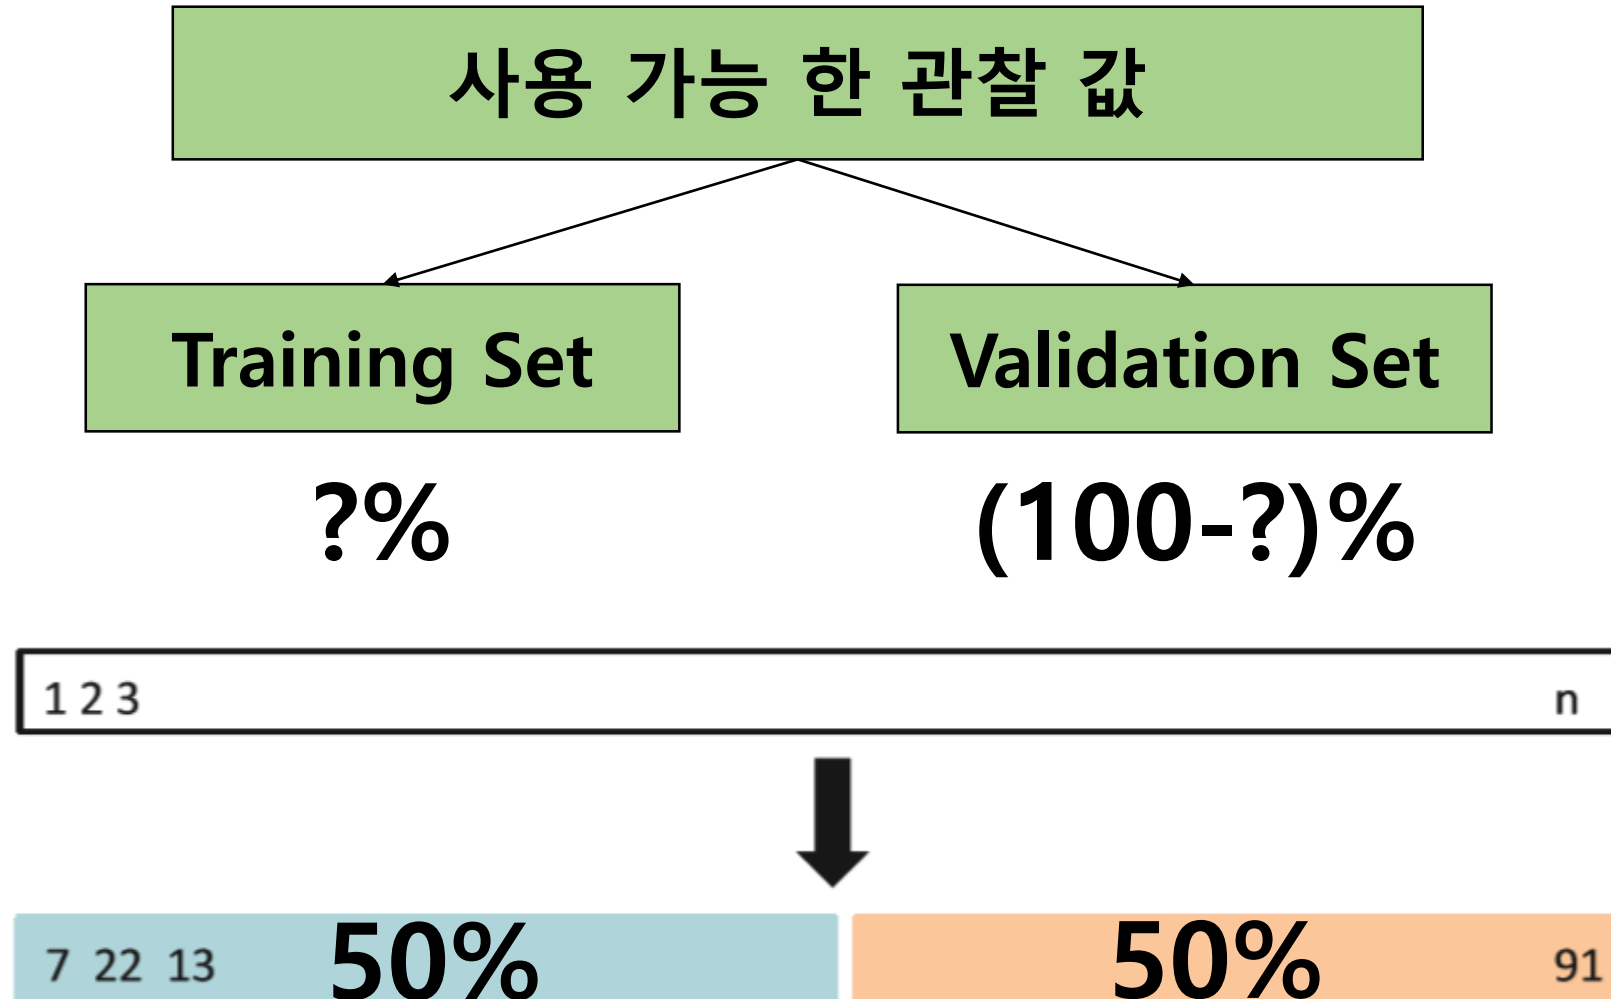 사용 가능 한 관찰 값
Training Set
Validation Set
?%
(100-?)%
1 2 3
n
7 22 13
50%
50%
91